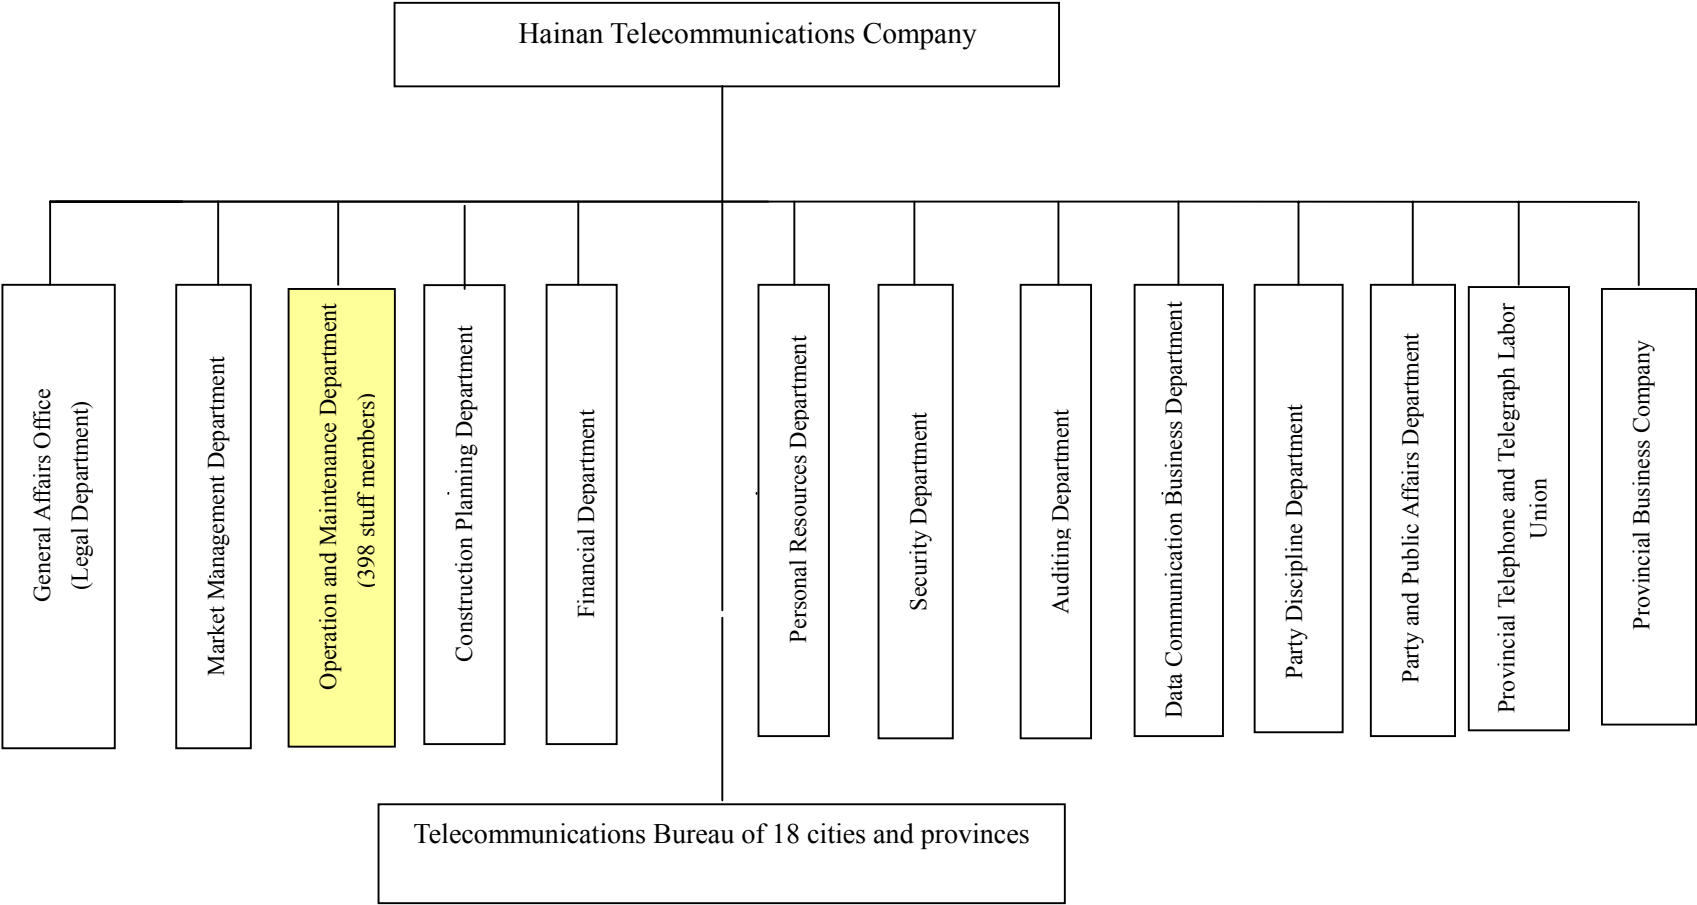 Hainan Telecommunications Company
General Affairs Office
(Legal Department)
Market Management Department
Operation and Maintenance Department
(398 stuff members)
Construction Planning Department
Financial Department
Personal Resources Department
Security Department
Auditing Department
Data Communication Business Department
Party Discipline Department
Party and Public Affairs Department
Provincial Telephone and Telegraph Labor
Union
Provincial Business Company
Telecommunications Bureau of 18 cities and provinces